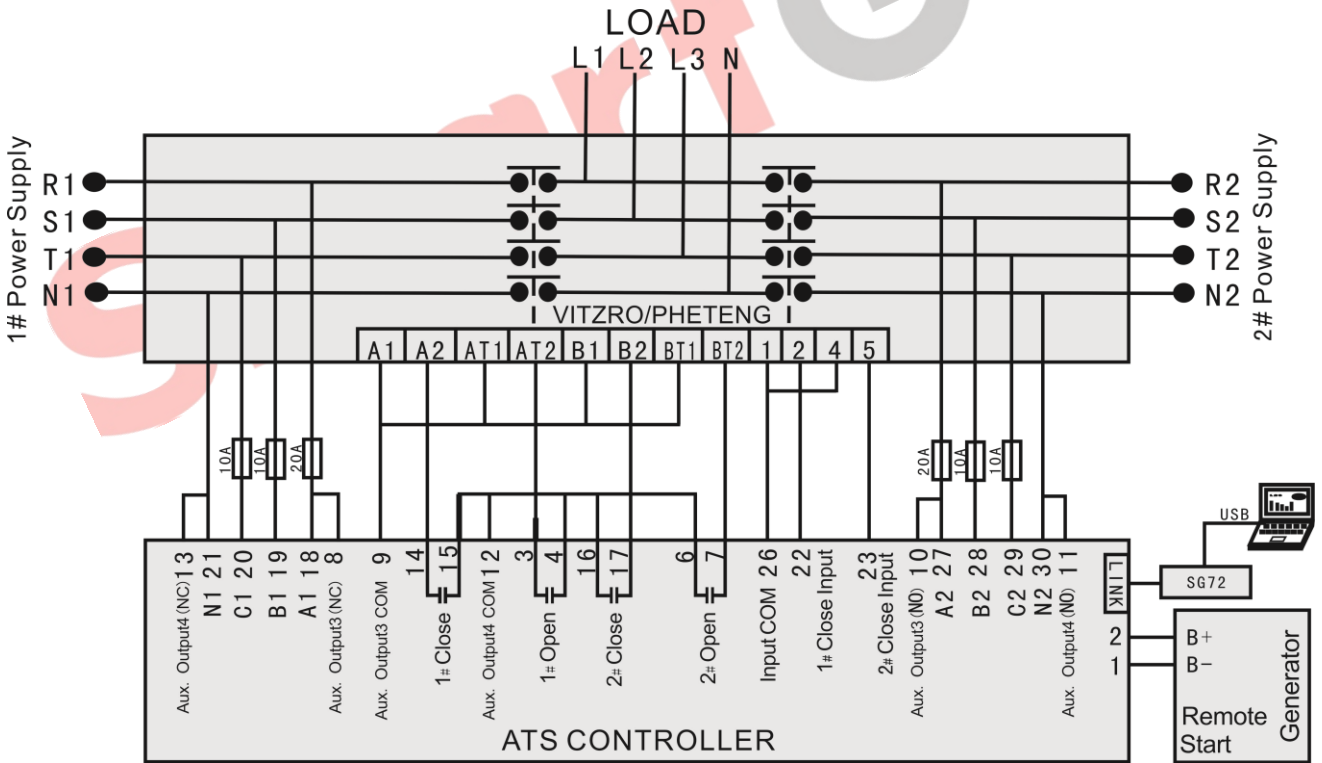 LOAD
L1 L2 L3 N
1# Power Supply
R1
S1
T1
N1
R2
S2
T2
N2
2# Power Supply
VITZRO/PHETENG
A1 A2 AT1 AT2 B1 B2 BT1 BT2 1 2 4 5
10A 10A 20A
20A 10A 10A
Aux. Output4(NC) 13
N1 21
C1 20
B1 19
A1 18
Aux. Output3(NC) 8
Aux. Output3 COM 9
14
15
1# Close
Aux. Output4 COM 12
3
4
1# Open
16
17
2# Close
6
7
2# Open
Input COM 26
22
1# Close Input
23
2# Close Input
Aux. Output3(NO) 10
A2 27
B2 28
C2 29
N2 30
Aux. Output4(NO) 11
LINK
2
1
USB
SG72
B+
B-
Remote
Start
Generator
ATS CONTROLLER